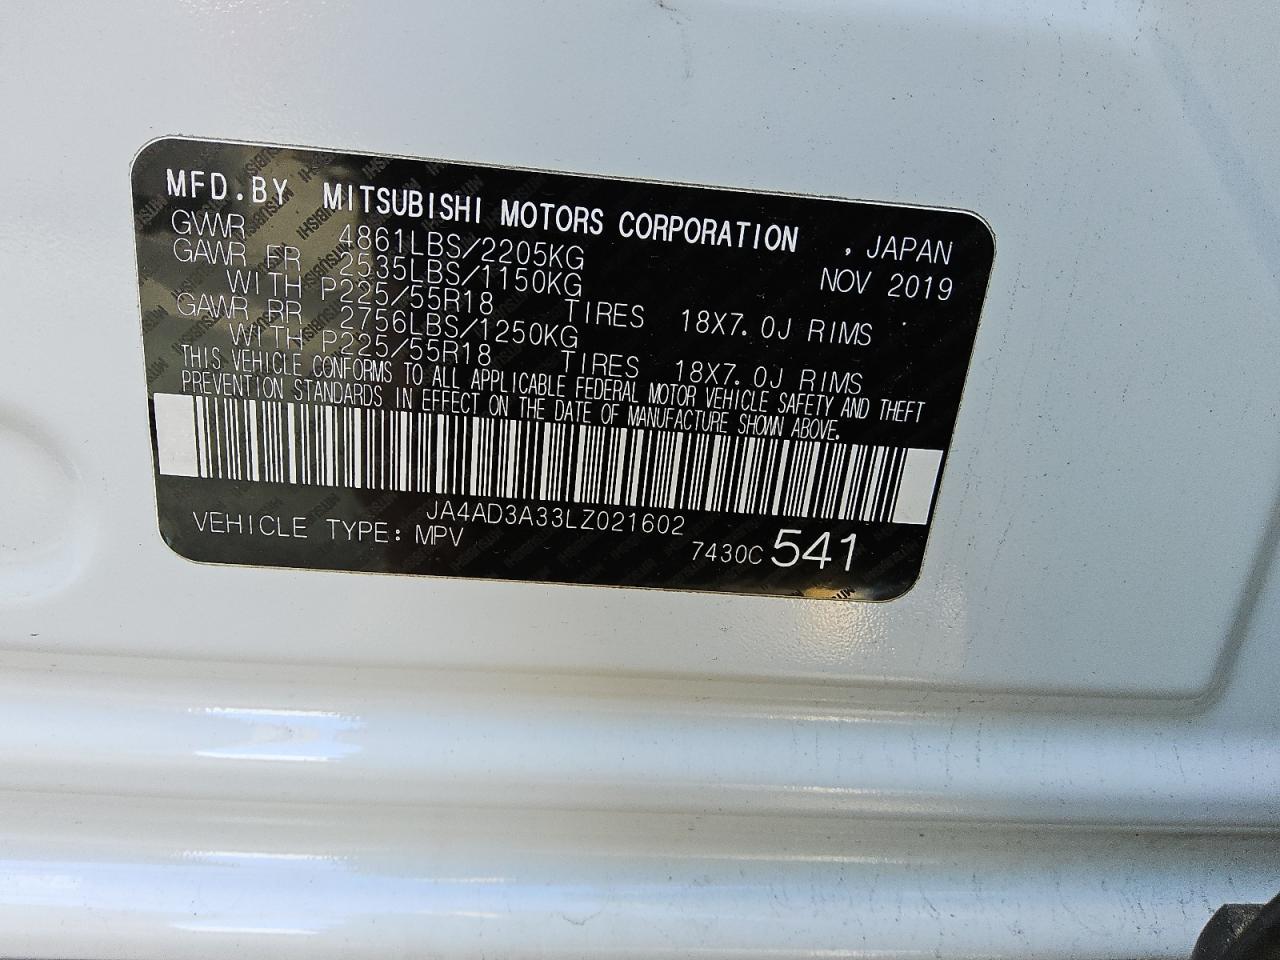 MFD.BY MITSUBISHI MOTORS CORPORATION , JAPAN
GVWR 4861LBS/2205KG NOV 2019
GAWR FR 2535LBS/1150KG
WITH P225/55R18 TIRES 18X7.0J RIMS
GAWR RR 2756LBS/1250KG
WITH P225/55R18 TIRES 18X7.0J RIMS
THIS VEHICLE CONFORMS TO ALL APPLICABLE FEDERAL MOTOR VEHICLE SAFETY AND THEFT
PREVENTION STANDARDS IN EFFECT ON THE DATE OF MANUFACTURE SHOWN ABOVE.
JA4AD3A33LZ021602
VEHICLE TYPE: MPV 7430C 541